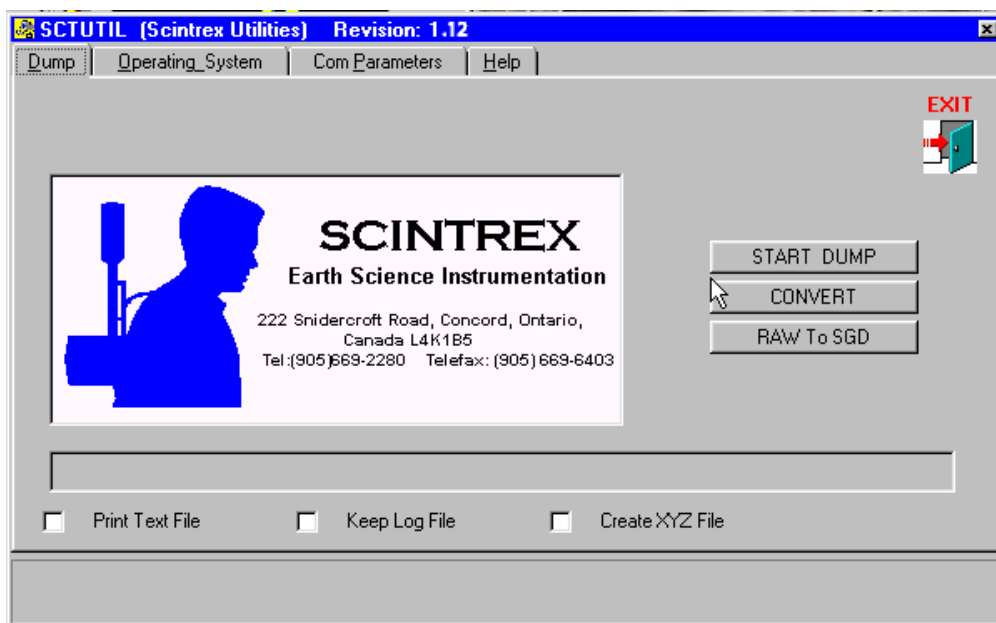 SCTUTIL (Scintrex Utilities) Revision: 1.12
Dump Operating_System Com Parameters Help
EXIT
SCINTREX
Earth Science Instrumentation
222 Snidercroft Road, Concord, Ontario,
Canada L4K1B5
Tel:(905)669-2280 Telefax: (905) 669-6403
START DUMP
CONVERT
RAW To SGD
Print Text File Keep Log File Create XYZ File